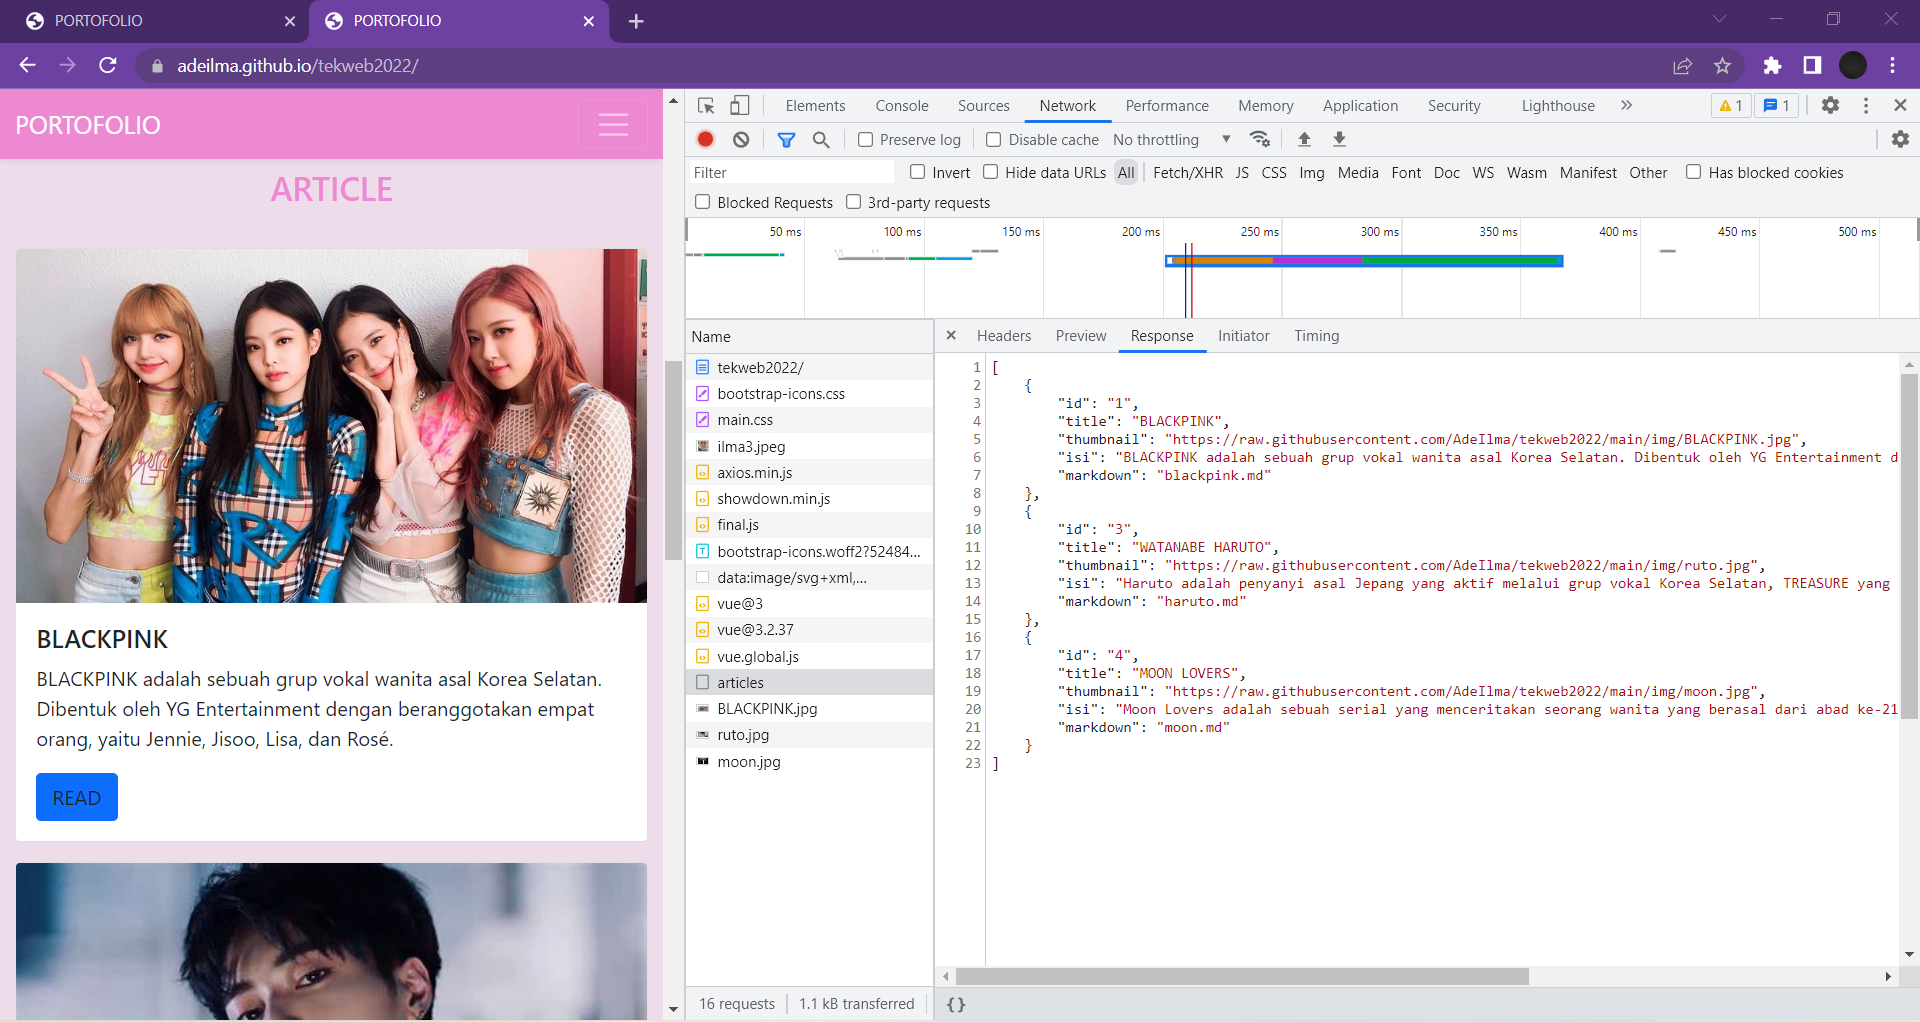 PORTOFOLIO
PORTOFOLIO
adeilma.github.io/tekweb2022/
PORTOFOLIO
ARTICLE
BLACKPINK
BLACKPINK adalah sebuah grup vokal wanita asal Korea Selatan.
Dibentuk oleh YG Entertainment dengan beranggotakan empat
orang, yaitu Jennie, Jisoo, Lisa, dan Rosé.
READ
Elements Console Sources Network Performance Memory Application Security Lighthouse » 1 1
Preserve log Disable cache No throttling
Filter Invert Hide data URLs All Fetch/XHR JS CSS Img Media Font Doc WS Wasm Manifest Other Has blocked cookies
Blocked Requests 3rd-party requests
50 ms 100 ms 150 ms 200 ms 250 ms 300 ms 350 ms 400 ms 450 ms 500 ms
Name
tekweb2022/
bootstrap-icons.css
main.css
ilma3.jpeg
axios.min.js
showdown.min.js
final.js
bootstrap-icons.woff2?52484...
data:image/svg+xml,...
vue@3
vue@3.2.37
vue.global.js
articles
BLACKPINK.jpg
ruto.jpg
moon.jpg
16 requests 1.1 kB transferred
Headers Preview Response Initiator Timing
1 [
2 {
3 "id": "1",
4 "title": "BLACKPINK",
5 "thumbnail": "https://raw.githubusercontent.com/AdeIlma/tekweb2022/main/img/BLACKPINK.jpg",
6 "isi": "BLACKPINK adalah sebuah grup vokal wanita asal Korea Selatan. Dibentuk oleh YG Entertainment d
7 "markdown": "blackpink.md"
8 },
9 {
10 "id": "3",
11 "title": "WATANABE HARUTO",
12 "thumbnail": "https://raw.githubusercontent.com/AdeIlma/tekweb2022/main/img/ruto.jpg",
13 "isi": "Haruto adalah penyanyi asal Jepang yang aktif melalui grup vokal Korea Selatan, TREASURE yang
14 "markdown": "haruto.md"
15 },
16 {
17 "id": "4",
18 "title": "MOON LOVERS",
19 "thumbnail": "https://raw.githubusercontent.com/AdeIlma/tekweb2022/main/img/moon.jpg",
20 "isi": "Moon Lovers adalah sebuah serial yang menceritakan seorang wanita yang berasal dari abad ke-21
21 "markdown": "moon.md"
22 }
23 ]
{ }